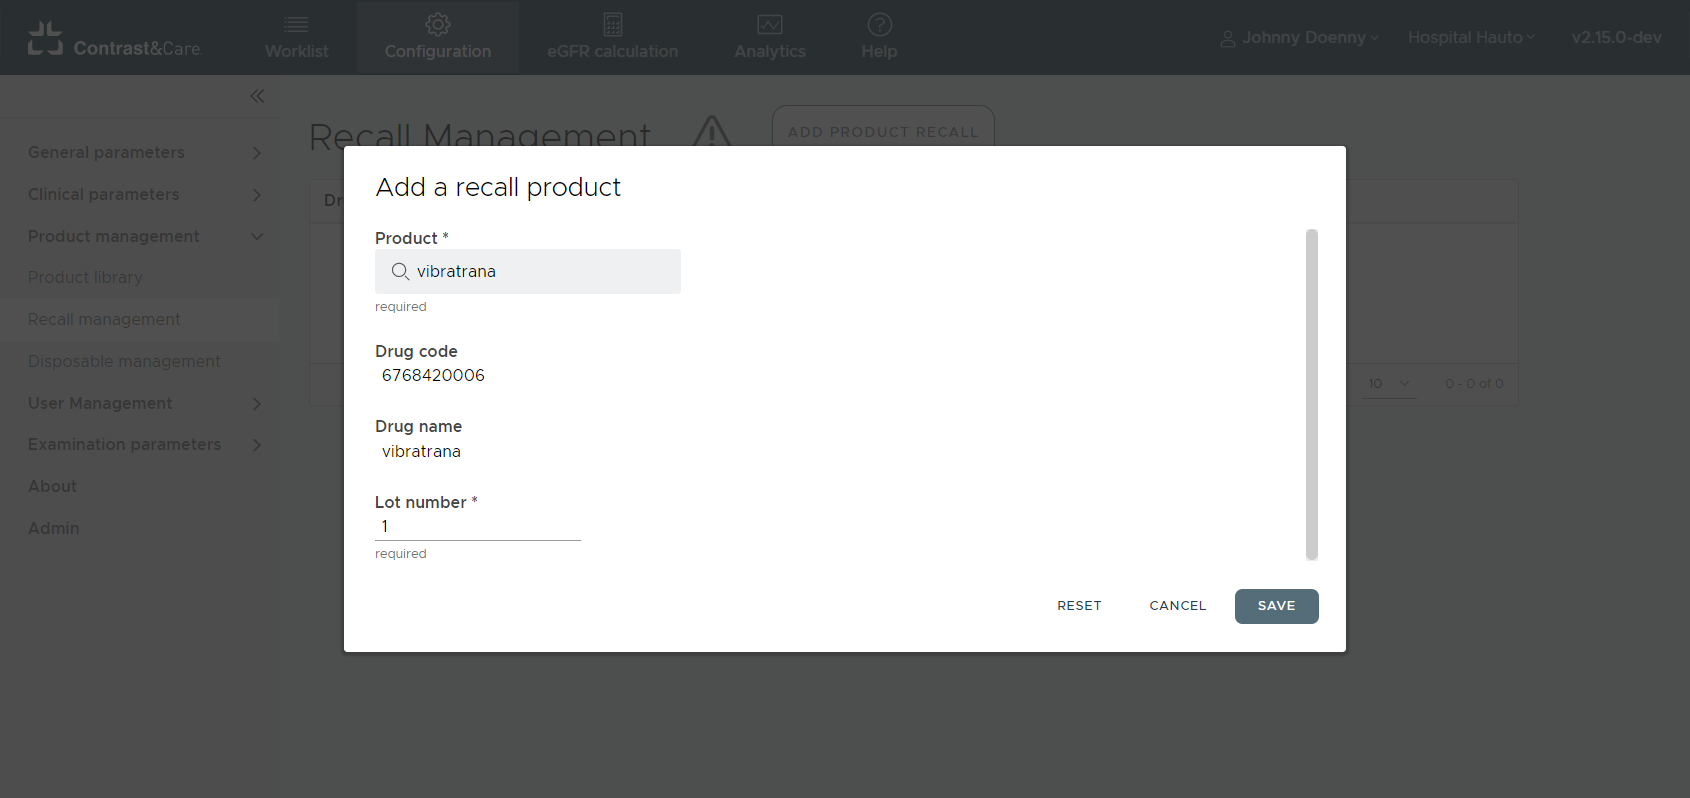 Contrast&Care.
Worklist
Configuration
eGFR calculation
Analytics
Help
Johnny Doenny
Hospital Hauto
v2.15.0-dev
General parameters
Clinical parameters
Product management
Product library
Recall management
Disposable management
User Management
Examination parameters
About
Admin
Recall Management
ADD PRODUCT RECALL
Dr
Add a recall product
Product *
vibratrana
required
Drug code
6768420006
Drug name
vibratrana
Lot number *
1
required
RESET
CANCEL
SAVE
10
0 - 0 of 0